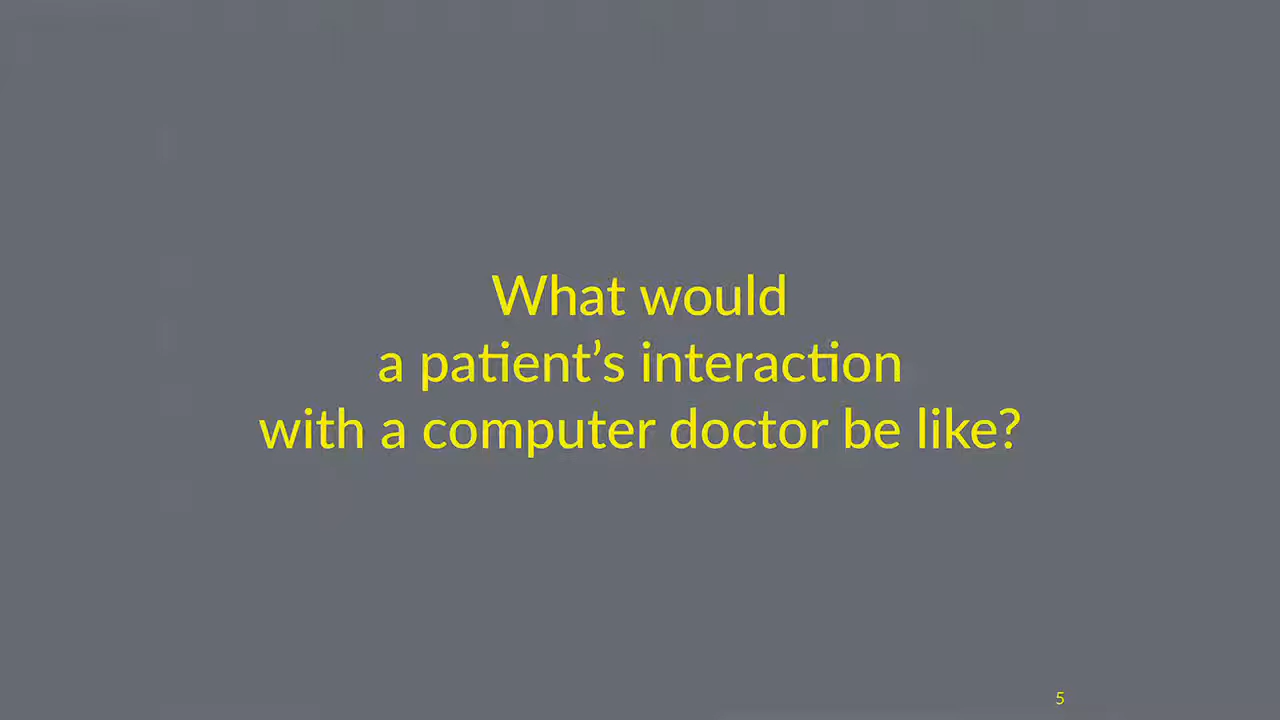 What would
a patient’s interaction
with a computer doctor be like?
5